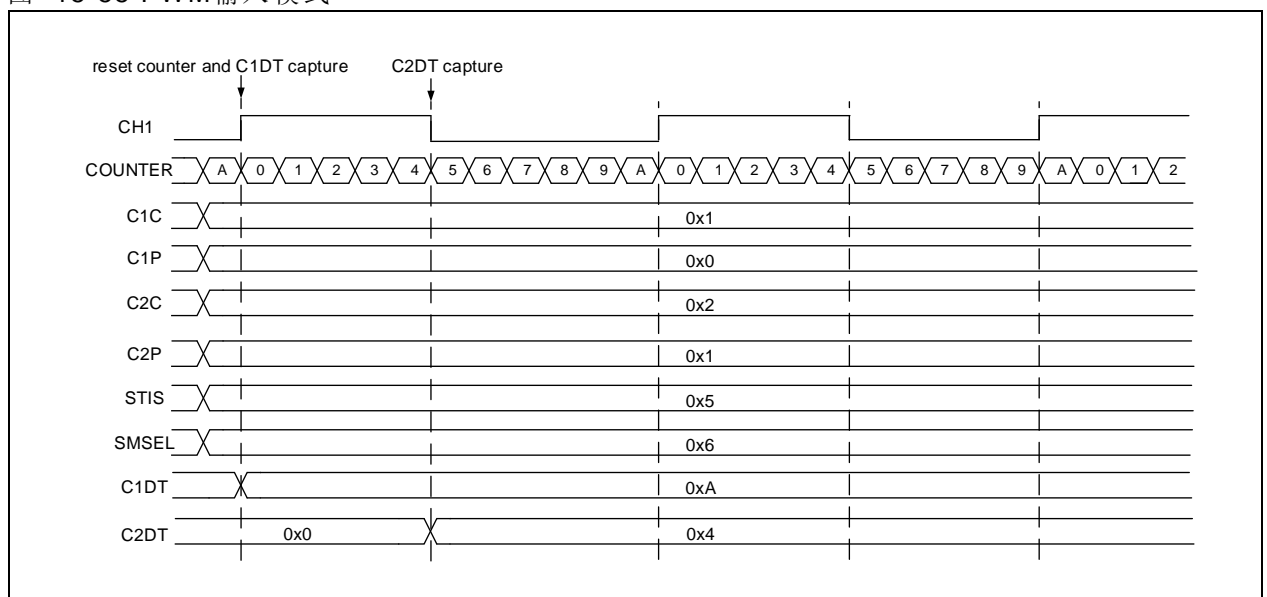 reset counter and C1DT capture C2DT capture
CH1
COUNTER A 0 1 2 3 4 5 6 7 8 9 A 0 1 2 3 4 5 6 7 8 9 A 0 1 2
C1C 0x1
C1P 0x0
C2C 0x2
C2P 0x1
STIS 0x5
SMSEL 0x6
C1DT 0xA
C2DT 0x0 0x4